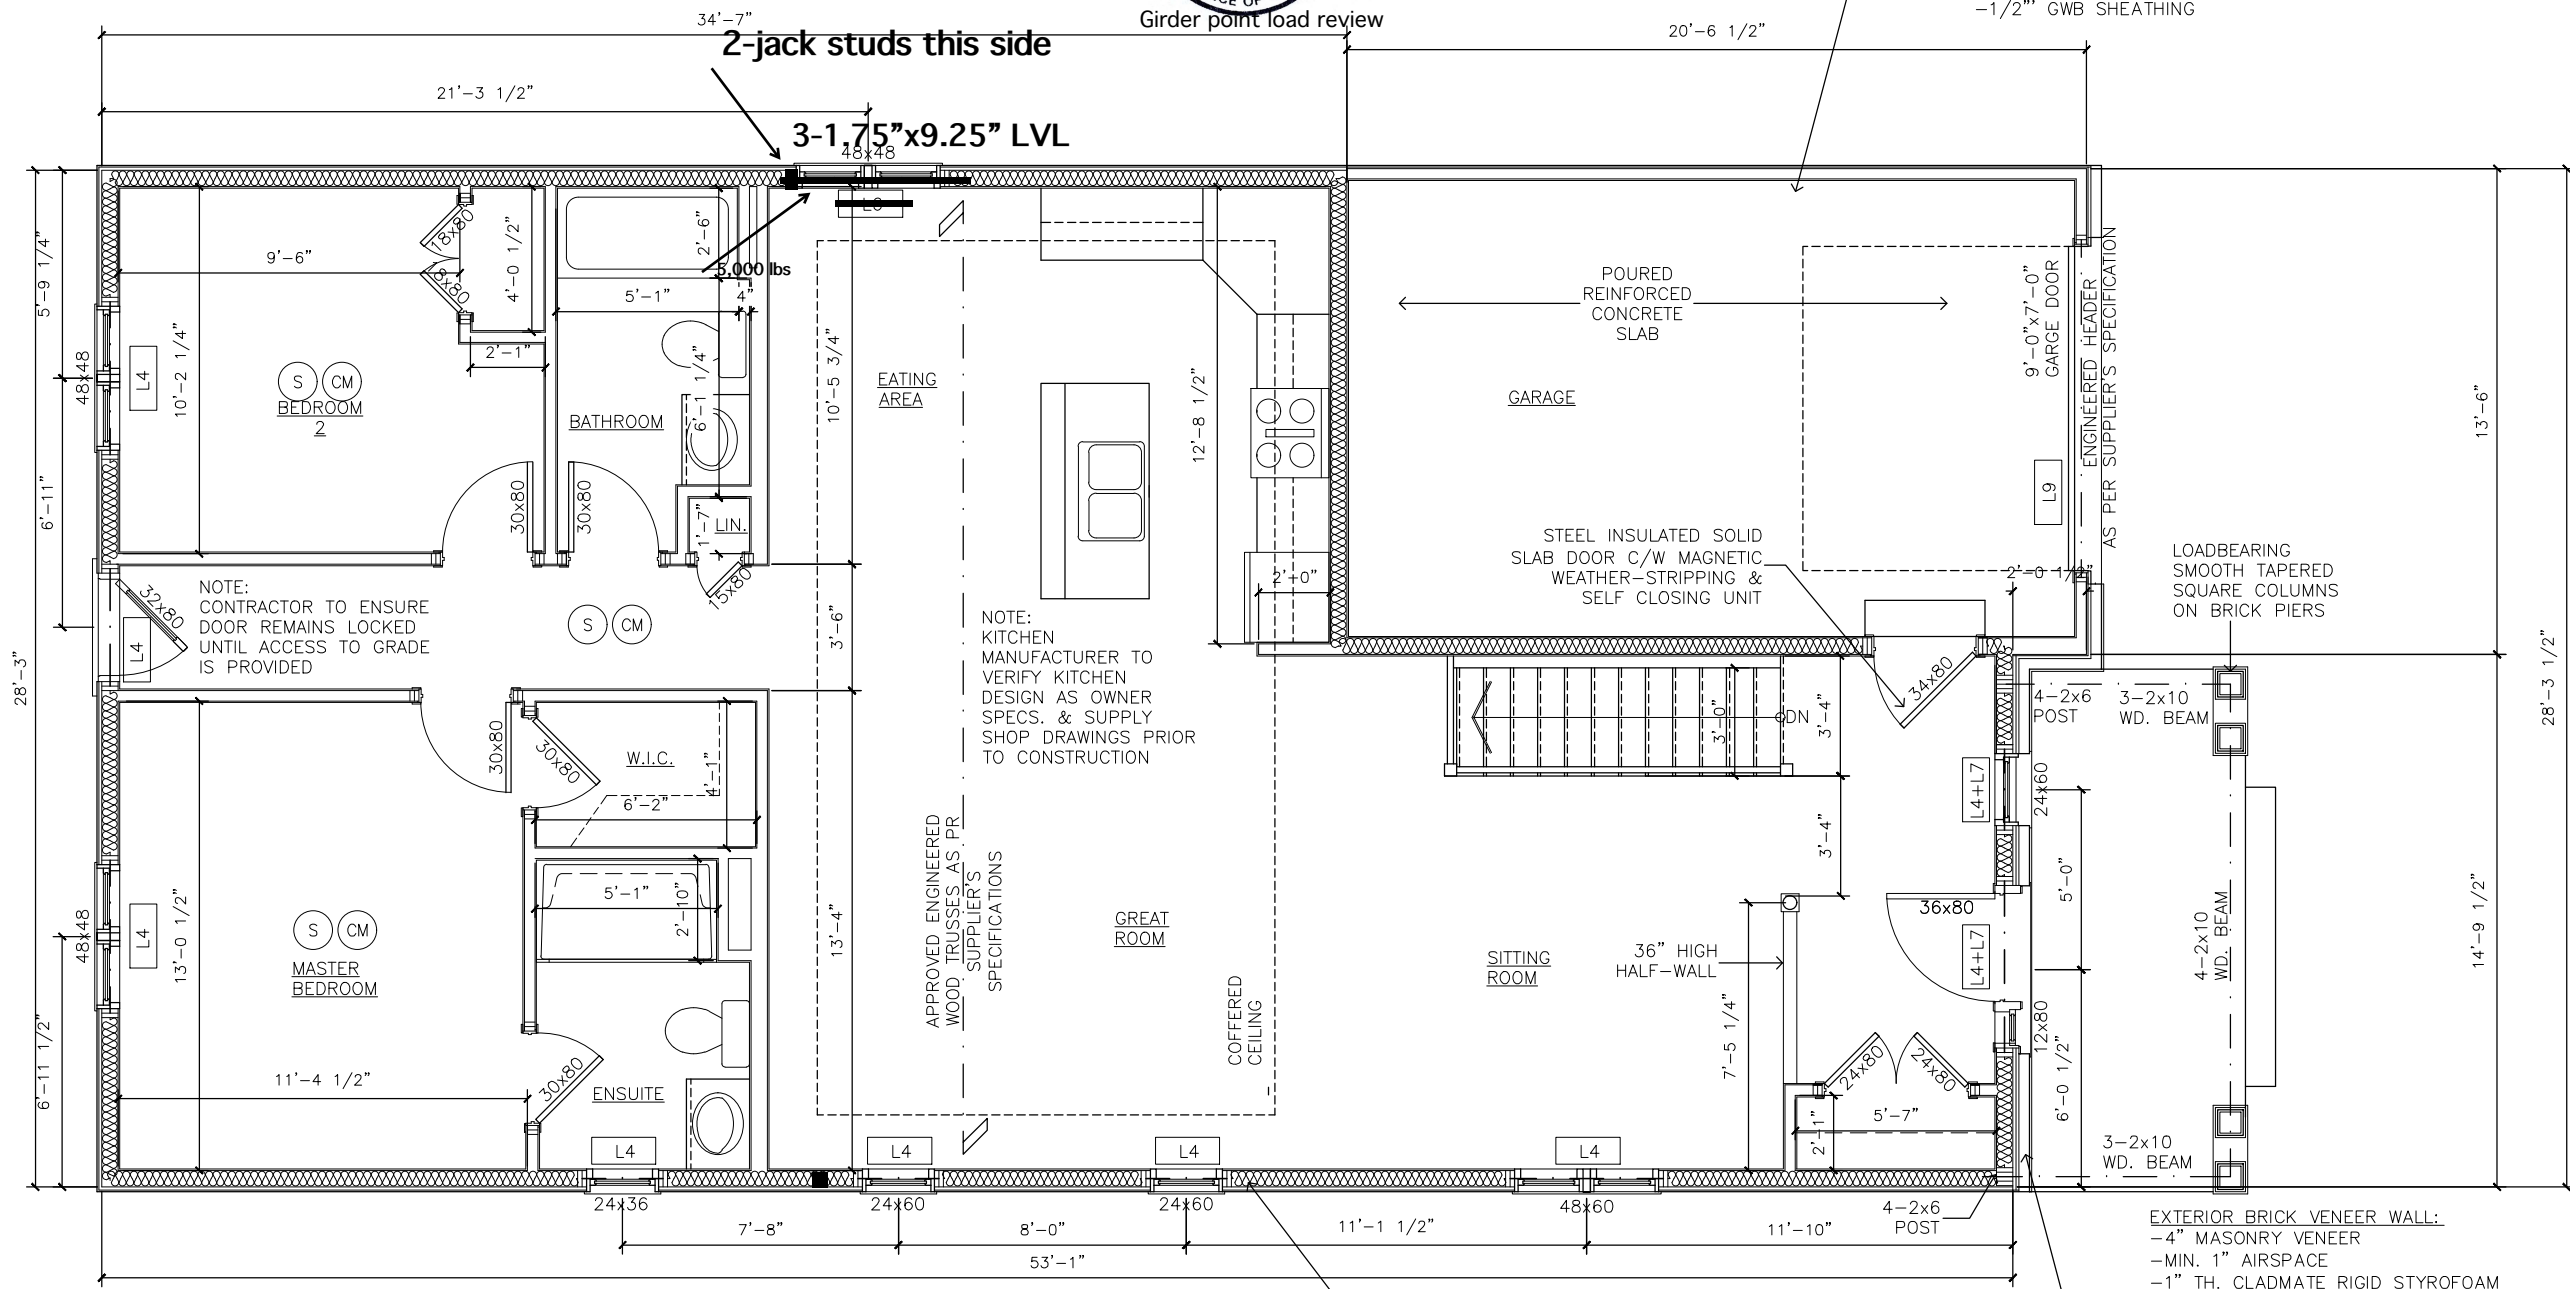 Girder point load review
-1/2"' GWB SHEATHING
34'-7"
2-jack studs this side
20'-6 1/2"
21'-3 1/2"
3-1.75"x9.25" LVL
48x48
5'-9 1/4"
6'-11"
28'-3"
48x48
L4
10'-2 1/4"
9'-6"
18x80
18x80
4'-0 1/2"
2'-1"
S
CM
BEDROOM
2
30x80
2'-6"
5,000 lbs
5'-1"
4"
6'-1 1/4"
BATHROOM
30x80
1'-7"
LIN.
15x80
10'-5 3/4"
EATING
AREA
12'-8 1/2"
2'-0"
POURED
REINFORCED
CONCRETE
SLAB
GARAGE
9'-0"x7'-0"
GARGE DOOR
ENGINEERED HEADER
AS PER SUPPLIER'S SPECIFICATION
L9
13'-6"
STEEL INSULATED SOLID
SLAB DOOR C/W MAGNETIC
WEATHER-STRIPPING &
SELF CLOSING UNIT
2'-0 1/2"
LOADBEARING
SMOOTH TAPERED
SQUARE COLUMNS
ON BRICK PIERS
32x80
L4
NOTE:
CONTRACTOR TO ENSURE
DOOR REMAINS LOCKED
UNTIL ACCESS TO GRADE
IS PROVIDED
S
CM
3'-6"
NOTE:
KITCHEN
MANUFACTURER TO
VERIFY KITCHEN
DESIGN AS OWNER
SPECS. & SUPPLY
SHOP DRAWINGS PRIOR
TO CONSTRUCTION
34x80
4-2x6
POST
3-2x10
WD. BEAM
28'-3 1/2"
3'-0"
DN
3'-4"
30x80
30x80
W.I.C.
4'-1"
6'-2"
L4+L7
24x60
3'-4"
5'-0"
APPROVED ENGINEERED
WOOD TRUSSES AS PR
SUPPLIER'S
SPECIFICATIONS
48x48
L4
13'-0 1/2"
S
CM
MASTER
BEDROOM
5'-1"
2'-10"
13'-4"
GREAT
ROOM
SITTING
ROOM
36" HIGH
HALF-WALL
36x80
L4+L7
4-2x10
WD. BEAM
14'-9 1/2"
6'-11 1/2"
11'-4 1/2"
30x80
ENSUITE
COFFERED
CEILING
7'-5 1/4"
24x80
24x80
12x80
6'-0 1/2"
5'-7"
2'-1"
3-2x10
WD. BEAM
L4
L4
L4
L4
24x36
24x60
24x60
48x60
4-2x6
POST
7'-8"
8'-0"
11'-1 1/2"
11'-10"
53'-1"
EXTERIOR BRICK VENEER WALL:
-4" MASONRY VENEER
-MIN. 1" AIRSPACE
-1" TH. CLADMATE RIGID STYROFOAM